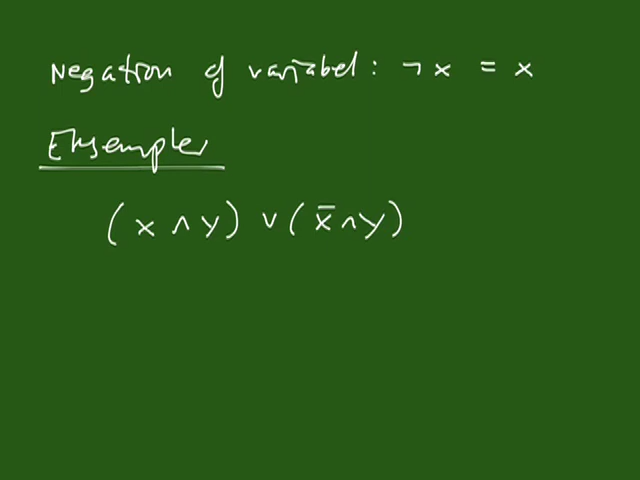 Negation af variabel: ¬ x = x
Eksempler
( x ∧ y ) ∨ ( x̄ ∧ y )